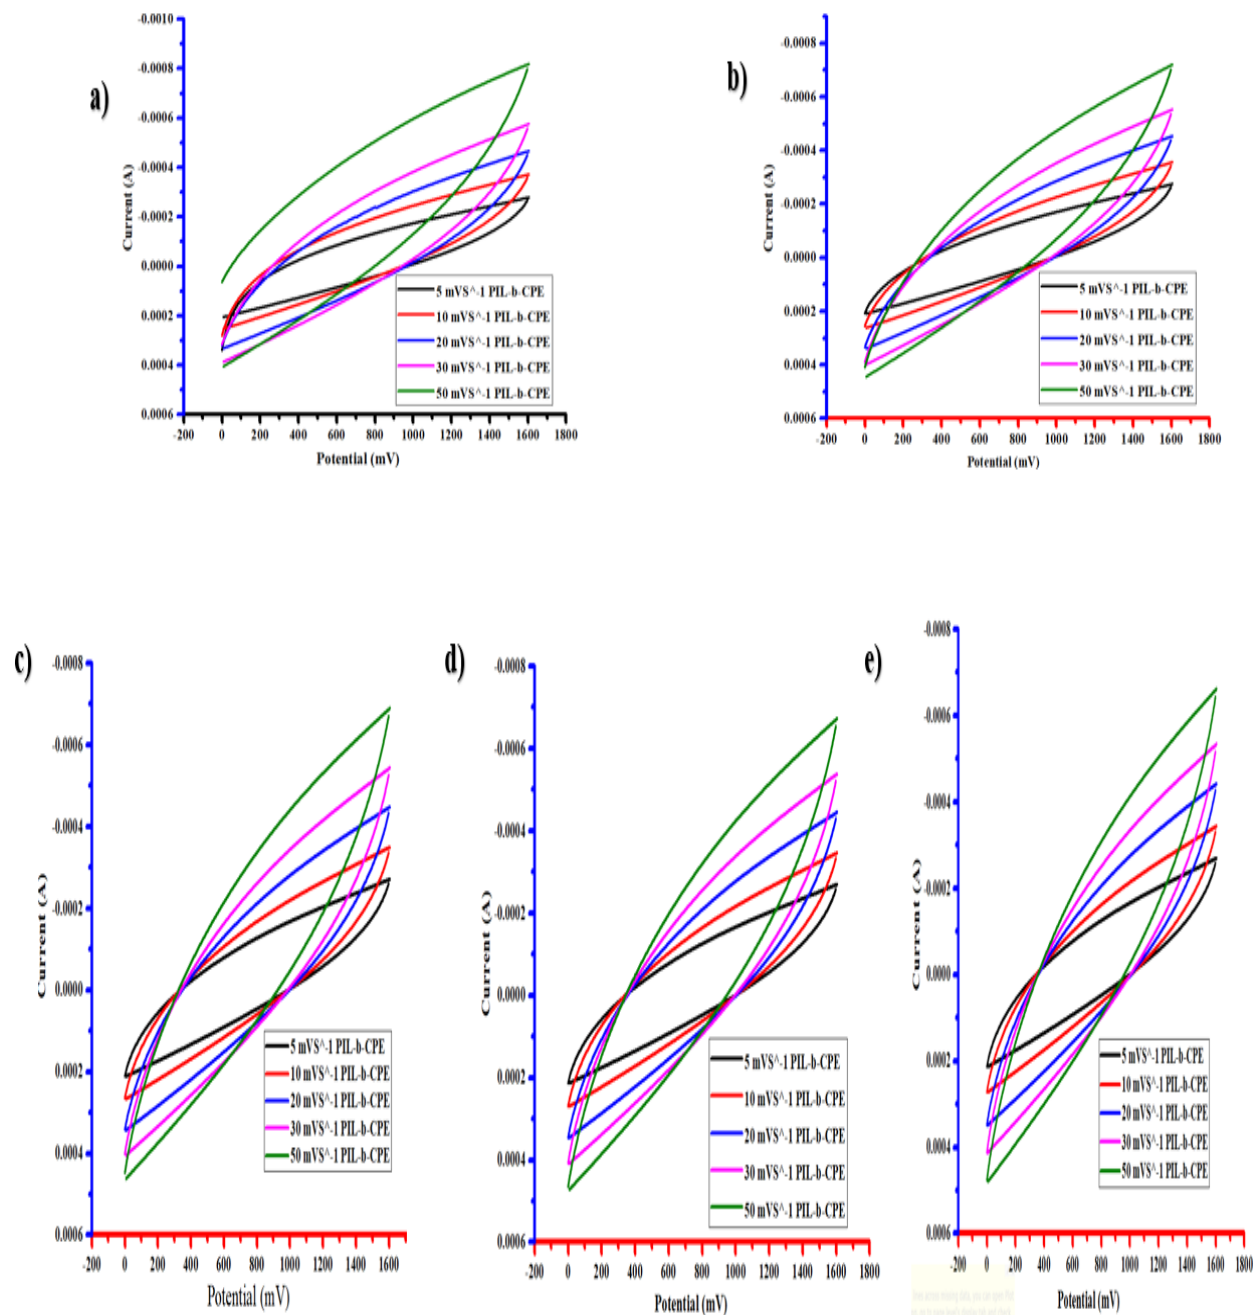 a)
-0.0010
-0.0008
-0.0006
-0.0004
-0.0002
0.0000
0.0002
0.0004
0.0006
Current (A)
-200 0 200 400 600 800 1000 1200 1400 1600 1800
Potential (mV)
5 mVS^-1 PIL-b-CPE
10 mVS^-1 PIL-b-CPE
20 mVS^-1 PIL-b-CPE
30 mVS^-1 PIL-b-CPE
50 mVS^-1 PIL-b-CPE
b)
-0.0008
-0.0006
-0.0004
-0.0002
0.0000
0.0002
0.0004
0.0006
Current (A)
-200 0 200 400 600 800 1000 1200 1400 1600 1800
Potential (mV)
5 mVS^-1 PIL-b-CPE
10 mVS^-1 PIL-b-CPE
20 mVS^-1 PIL-b-CPE
30 mVS^-1 PIL-b-CPE
50 mVS^-1 PIL-b-CPE
c)
-0.0008
-0.0006
-0.0004
-0.0002
0.0000
0.0002
0.0004
0.0006
Current (A)
-200 0 200 400 600 800 1000 1200 1400 1600
Potential (mV)
5 mVS^-1 PIL-b-CPE
10 mVS^-1 PIL-b-CPE
20 mVS^-1 PIL-b-CPE
30 mVS^-1 PIL-b-CPE
50 mVS^-1 PIL-b-CPE
d)
-0.0008
-0.0006
-0.0004
-0.0002
0.0000
0.0002
0.0004
0.0006
Current (A)
-200 0 200 400 600 800 1000 1200 1400 1600 1800
Potential (mV)
5 mVS^-1 PIL-b-CPE
10 mVS^-1 PIL-b-CPE
20 mVS^-1 PIL-b-CPE
30 mVS^-1 PIL-b-CPE
50 mVS^-1 PIL-b-CPE
e)
-0.0008
-0.0006
-0.0004
-0.0002
0.0000
0.0002
0.0004
0.0006
Current (A)
-200 0 200 400 600 800 1000 1200 1400 1600 1800
Potential (mV)
5 mVS^-1 PIL-b-CPE
10 mVS^-1 PIL-b-CPE
20 mVS^-1 PIL-b-CPE
30 mVS^-1 PIL-b-CPE
50 mVS^-1 PIL-b-CPE